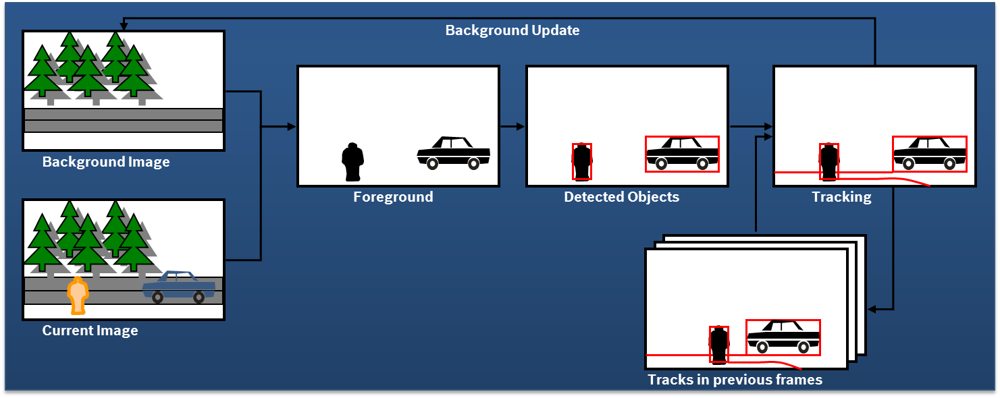 Background Update
Background Image
Foreground
Detected Objects
Tracking
Current Image
Tracks in previous frames